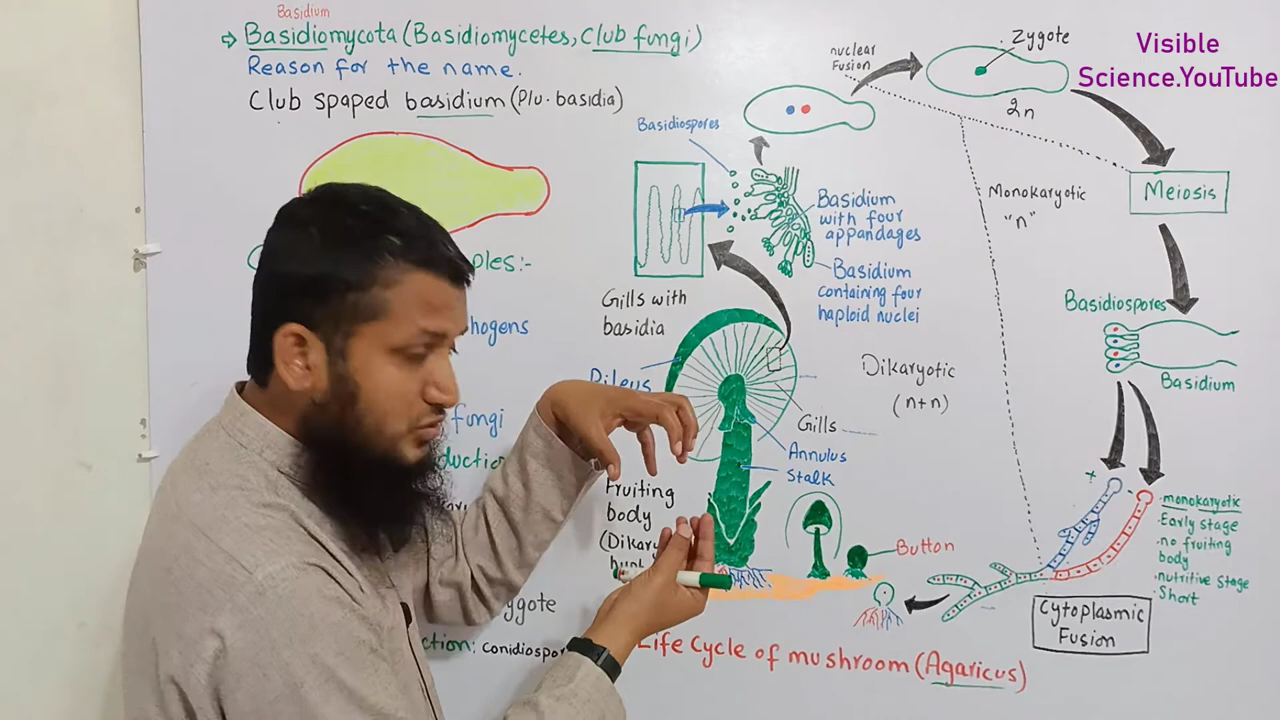 Basidium
⇨ Basidiomycota (Basidiomycetes, Club fungi)
Reason for the name.
Club spaped basidium (Plu. basidia)
ples:-
hogens
fungi
duction
zygote
ction: conidiospor
Visible
Science.YouTube
nuclear
Fusion
Zygote
2n
Basidiospores
Meiosis
Monokaryotic
"n"
Basidium
with four
appandages
Basidium
containing four
haploid nuclei
Gills with
basidia
Basidiospores
Basidium
Pileus
Dikaryotic
(n+n)
Gills
Annulus
Stalk
Fruiting
body
(Dikary
Button
+
-
monokaryotic
. Early stage
. no fruiting
body
. nutritive stage
. Short
Cytoplasmic
Fusion
Life Cycle of mushroom (Agaricus)